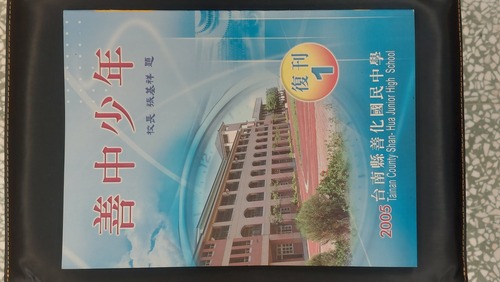 善中少年
校長 張基祥 題
復刊
1
2005 台南縣善化國民中學
Tainan County Shan- Hua Junior High School